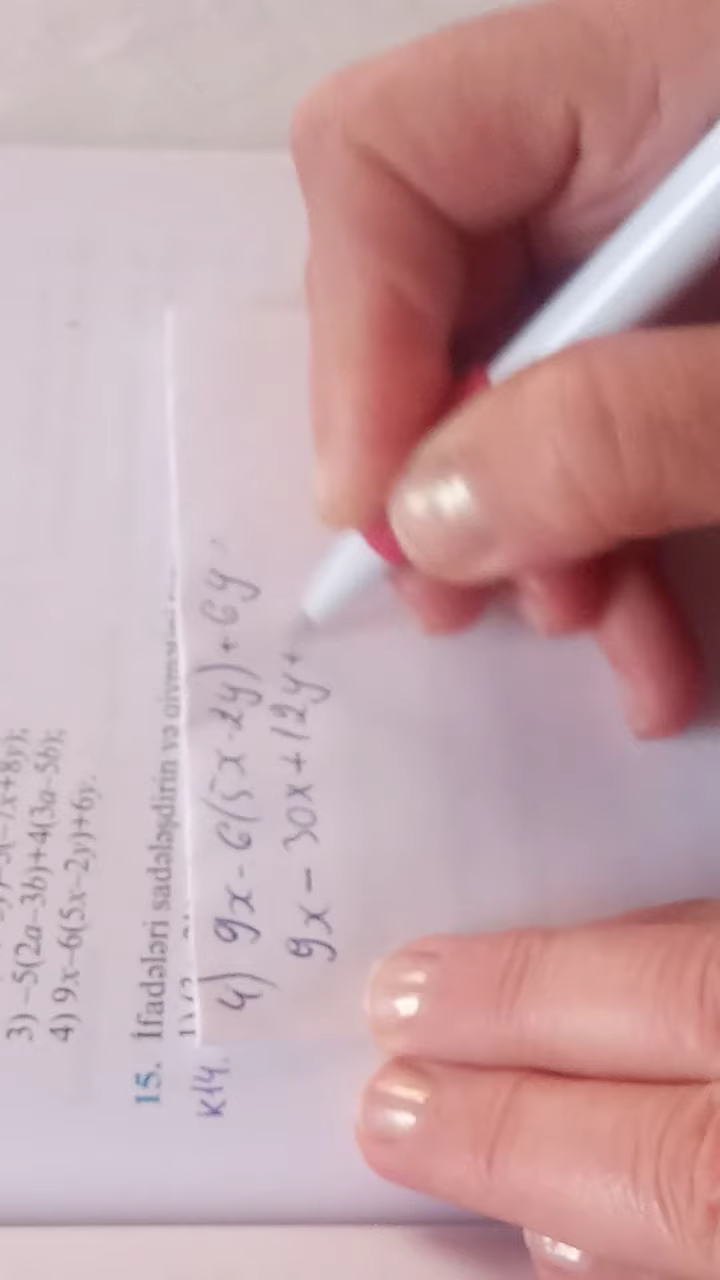 3) –5(2a–3b)+4(3a–5b);
4) 9x–6(5x–2y)+6y.
15. İfadələri sadələşdirin və
к14.
4) 9x-6(5x-2y)+6y
9x-30x+12y+